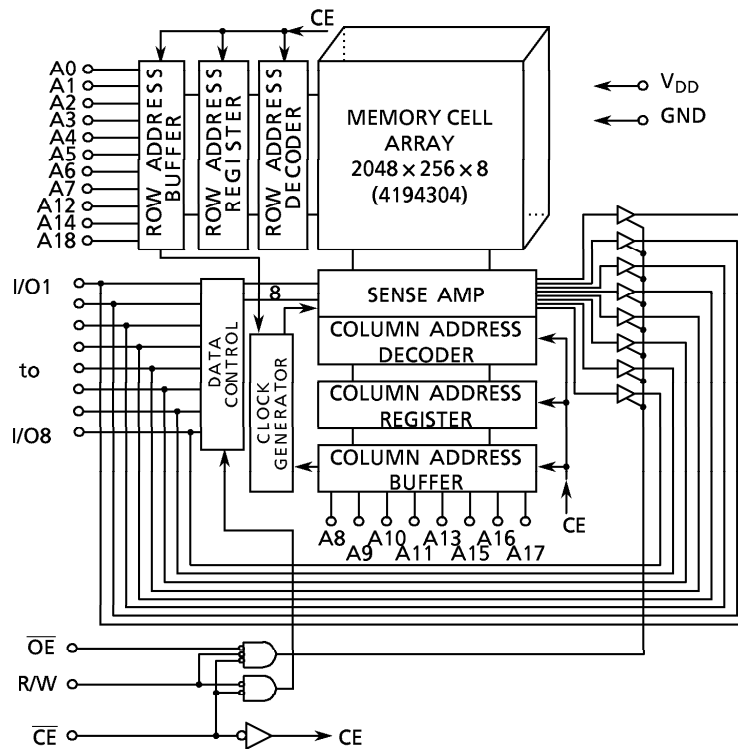 CE
A0
A1
A2
A3
A4
A5
A6
A7
A12
A14
A18
ROW ADDRESS
BUFFER
ROW ADDRESS
REGISTER
ROW ADDRESS
DECODER
MEMORY CELL
ARRAY
2048 × 256 × 8
(4194304)
VDD
GND
I/O1
to
I/O8
DATA
CONTROL
8
SENSE AMP
COLUMN ADDRESS
DECODER
CLOCK
GENERATOR
COLUMN ADDRESS
REGISTER
COLUMN ADDRESS
BUFFER
CE
A8
A9
A10
A11
A13
A15
A16
A17
O̅E̅
R/W
C̅E̅
CE